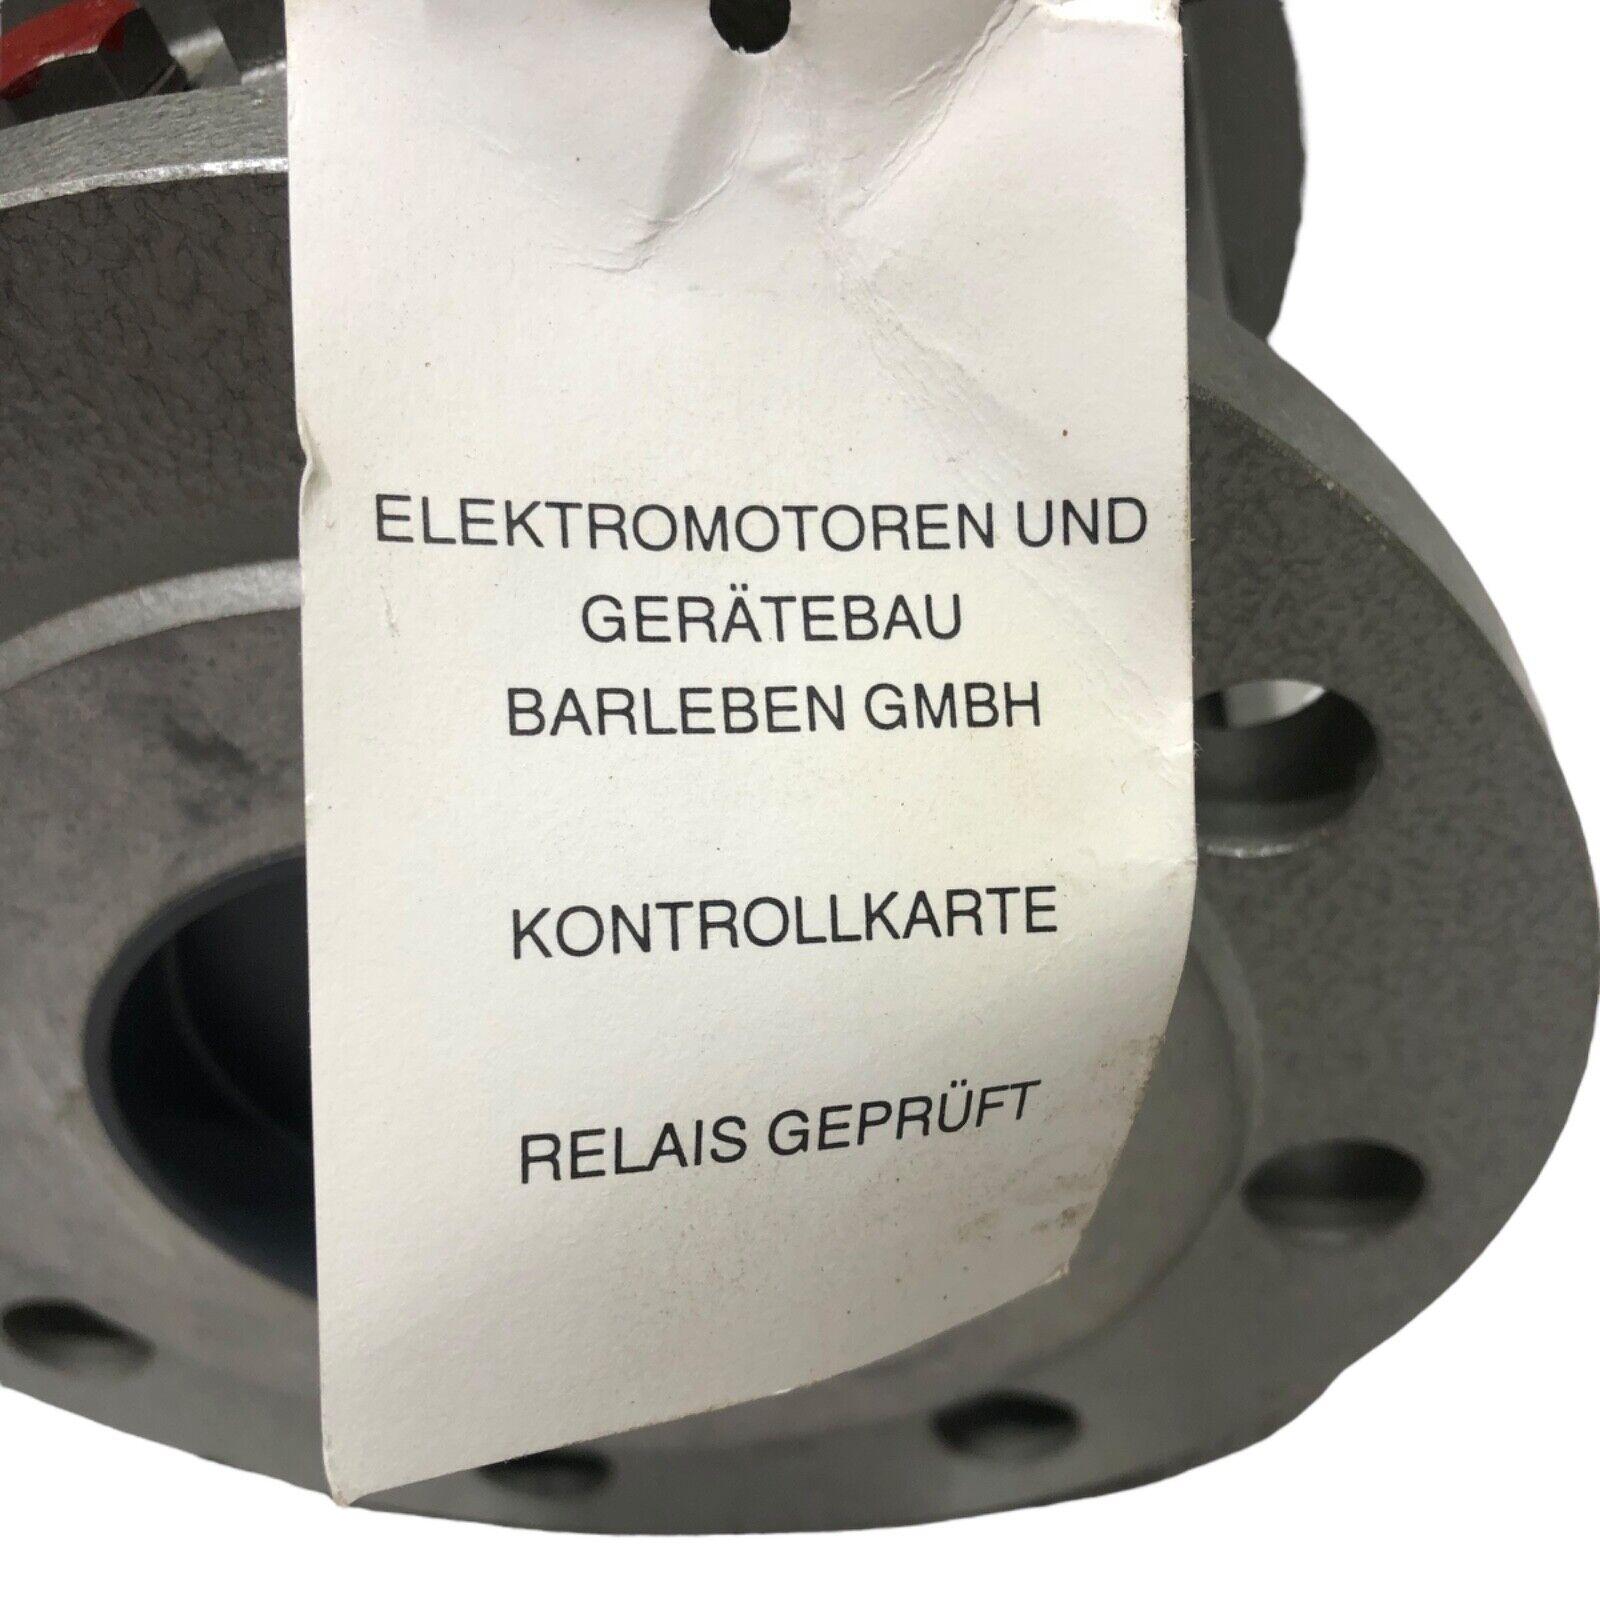 ELEKTROMOTOREN UND
GERÄTEBAU
BARLEBEN GMBH
KONTROLLKARTE
RELAIS GEPRÜFT